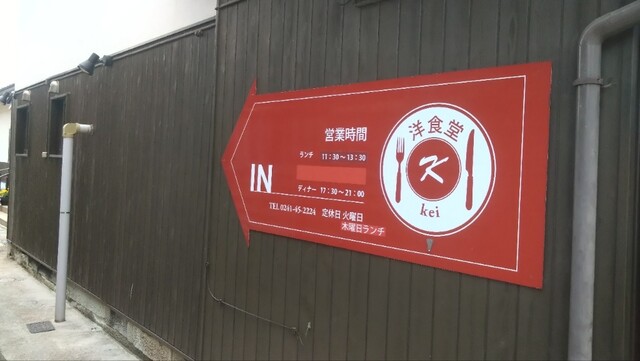 営業時間
ランチ 11：30～13：30
ディナー 17：30～21：00
IN
TEL 0241-45-2224 定休日 火曜日
木曜日ランチ
洋食堂
K
kei